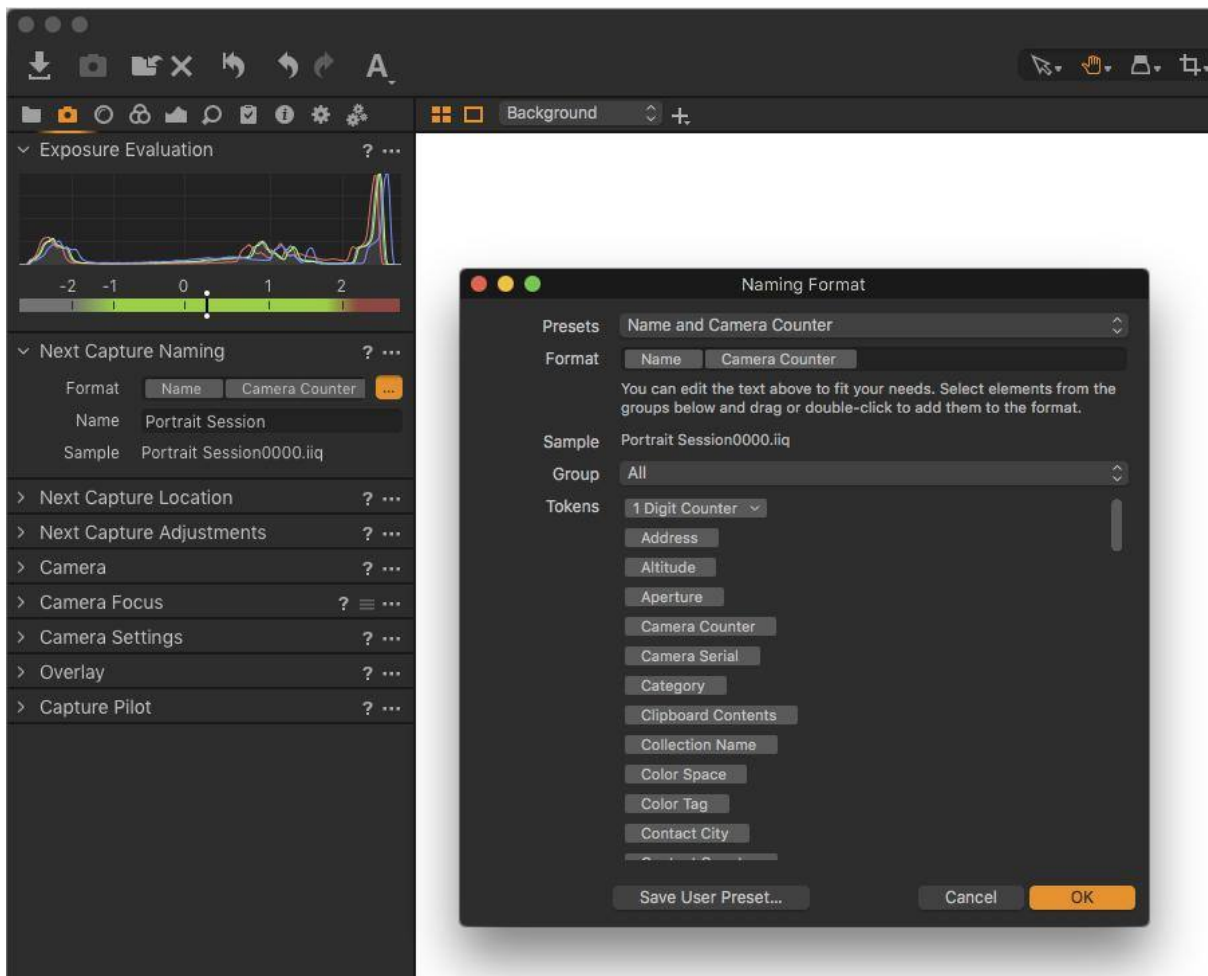 A
Background
Exposure Evaluation ? ...
-2 -1 0 1 2
Next Capture Naming ? ...
Format Name Camera Counter ...
Name Portrait Session
Sample Portrait Session0000.iiq
Next Capture Location ? ...
Next Capture Adjustments ? ...
Camera ? ...
Camera Focus ? ...
Camera Settings ? ...
Overlay ? ...
Capture Pilot ? ...
Naming Format
Presets Name and Camera Counter
Format Name Camera Counter
You can edit the text above to fit your needs. Select elements from the
groups below and drag or double-click to add them to the format.
Sample Portrait Session0000.iiq
Group All
Tokens 1 Digit Counter
Address
Altitude
Aperture
Camera Counter
Camera Serial
Category
Clipboard Contents
Collection Name
Color Space
Color Tag
Contact City
Save User Preset... Cancel OK